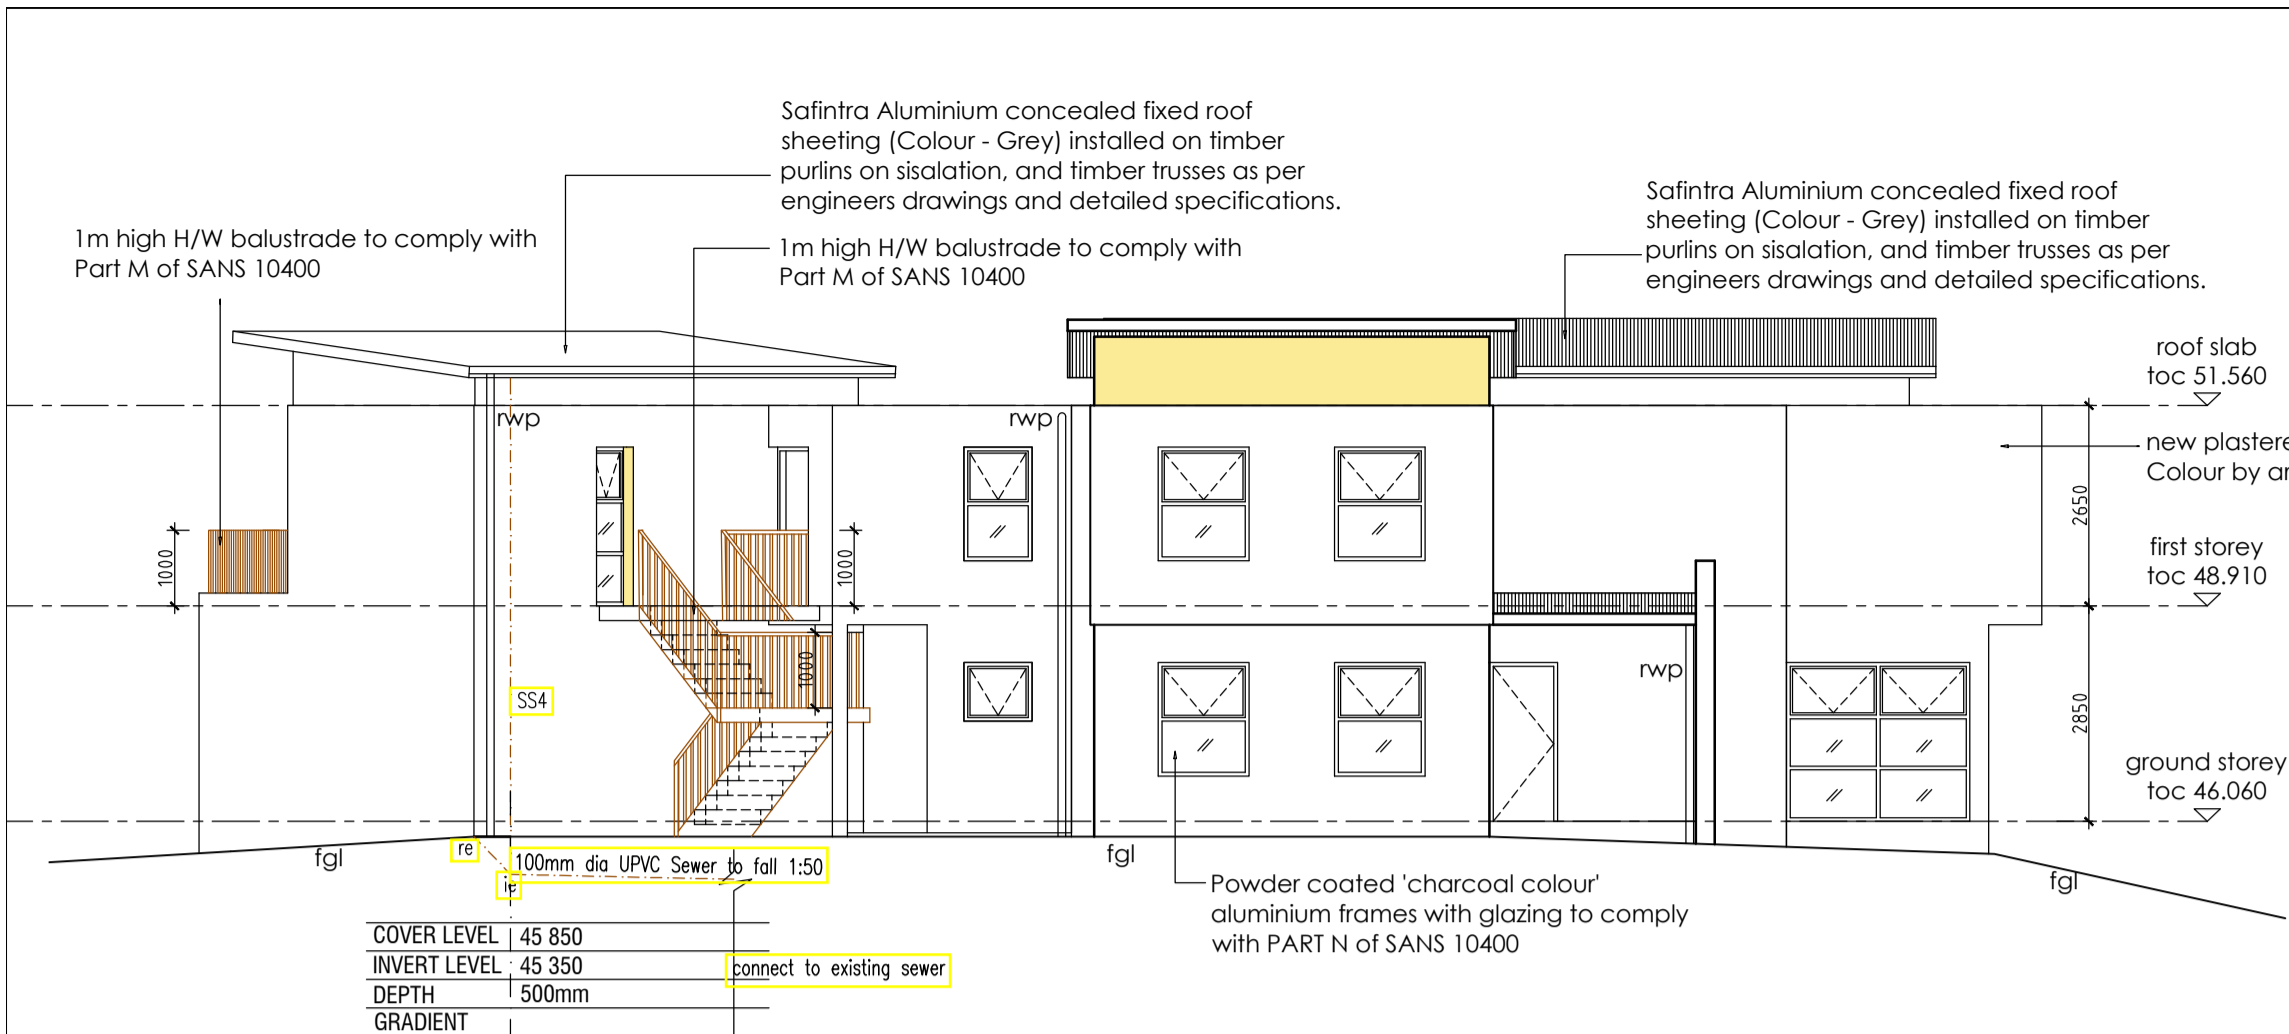 Safintra Aluminium concealed fixed roof
sheeting (Colour - Grey) installed on timber
purlins on sisalation, and timber trusses as per
engineers drawings and detailed specifications.
Safintra Aluminium concealed fixed roof
sheeting (Colour - Grey) installed on timber
purlins on sisalation, and timber trusses as per
engineers drawings and detailed specifications.
1m high H/W balustrade to comply with
Part M of SANS 10400
1m high H/W balustrade to comply with
Part M of SANS 10400
roof slab
toc 51.560
rwp
rwp
new plastere
Colour by ar
2650
1000
1000
first storey
toc 48.910
1000
rwp
SS4
2850
ground storey
toc 46.060
re
fgl
100mm dia UPVC Sewer to fall 1:50
fgl
fgl
ie
Powder coated 'charcoal colour'
aluminium frames with glazing to comply
with PART N of SANS 10400
COVER LEVEL 45 850
INVERT LEVEL 45 350
connect to existing sewer
DEPTH 500mm
GRADIENT